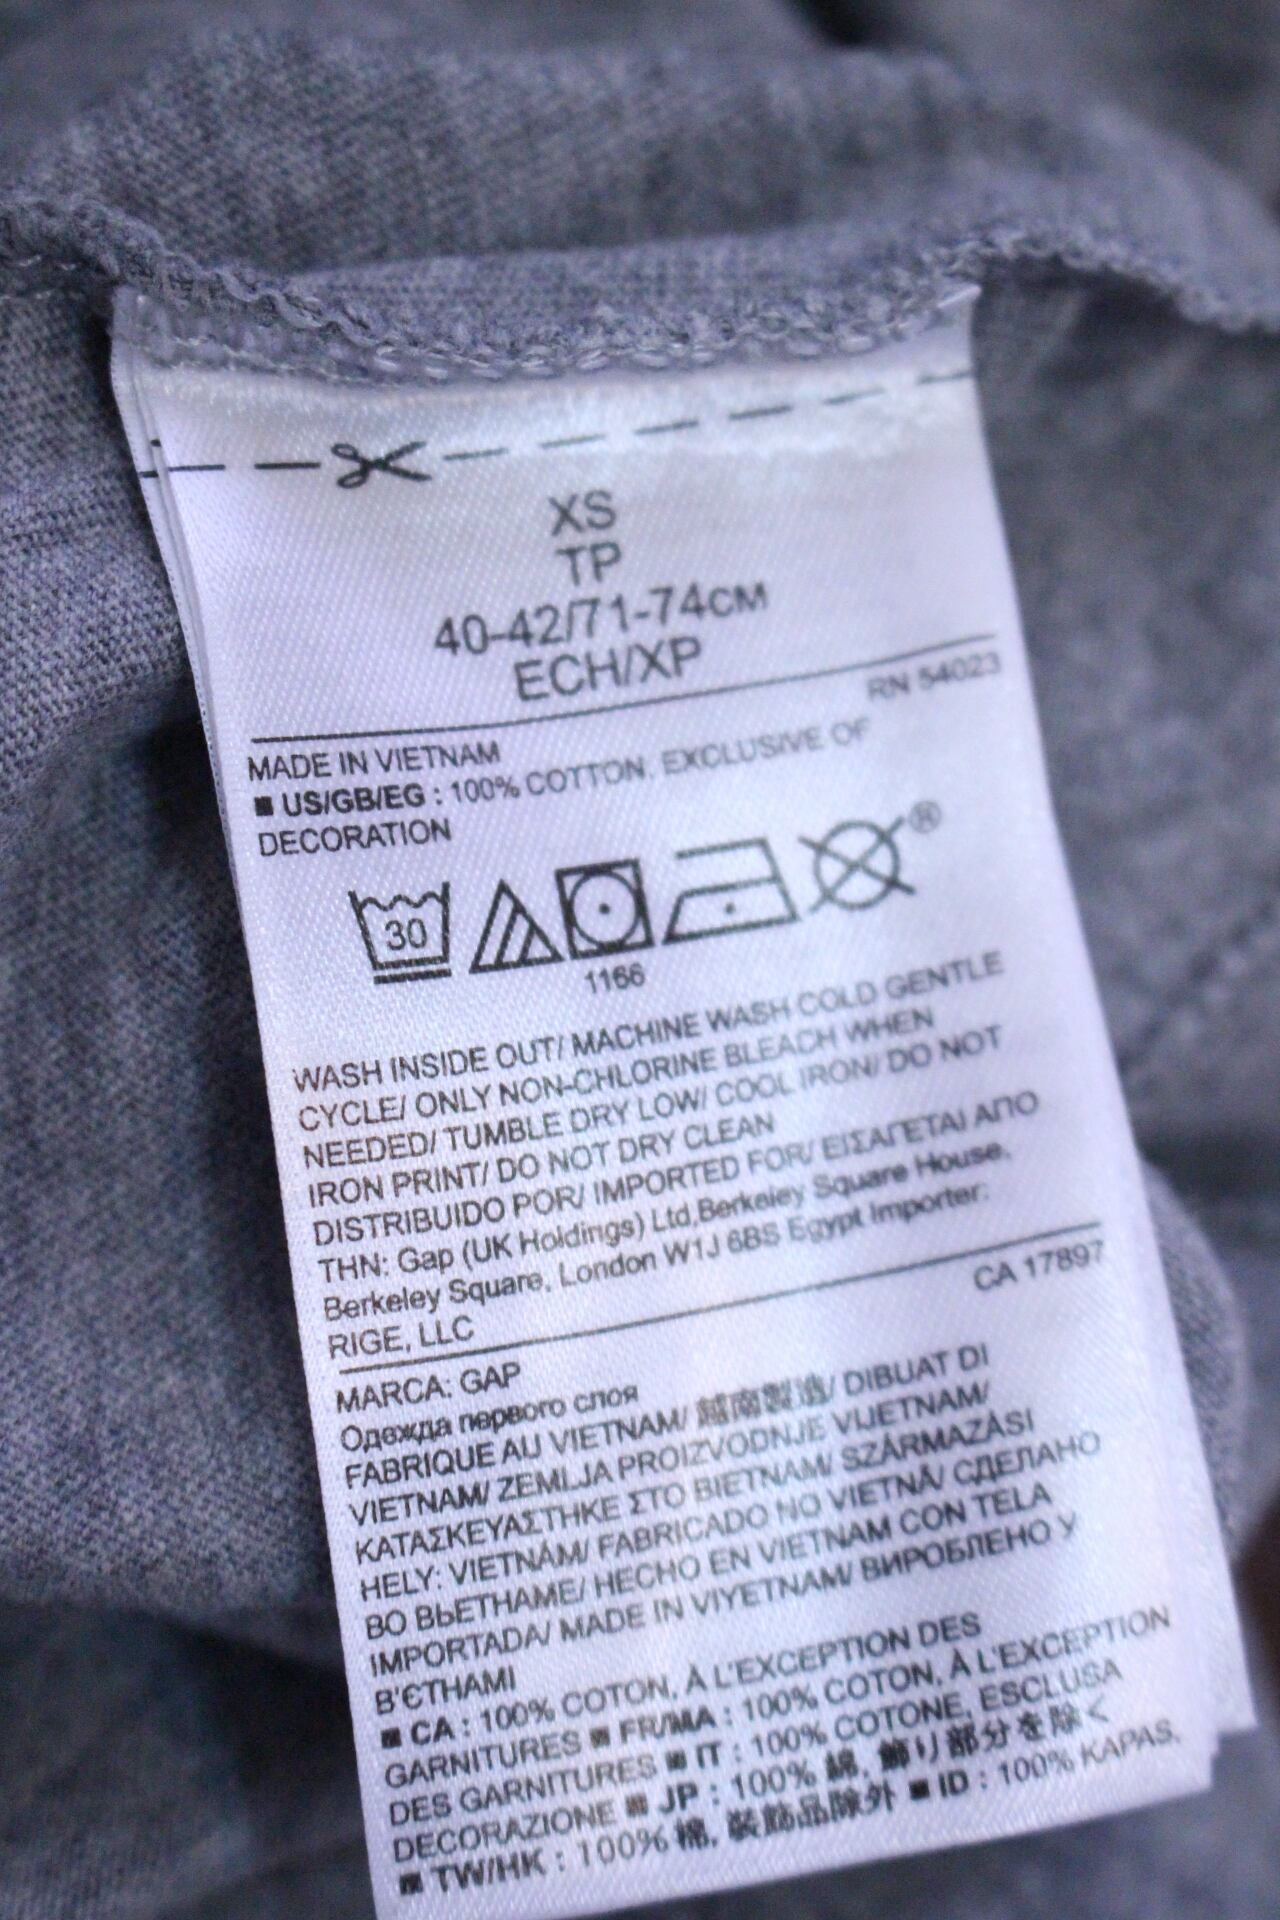 XS
TP
40-42/71-74см
ECH/XP
RN 54023
MADE IN VIETNAM
■ US/GB/EG : 100% COTTON, EXCLUSIVE OF
DECORATION
®
30
1166
WASH INSIDE OUT/ MACHINE WASH COLD GENTLE
CYCLE/ ONLY NON-CHLORINE BLEACH WHEN
NEEDED/ TUMBLE DRY LOW/ COOL IRON/ DO NOT
IRON PRINT/ DO NOT DRY CLEAN
DISTRIBUIDO POR/ IMPORTED FOR/ ΕΙΣΑΓΕΤΑΙ ΑΠΟ
ΤΗΝ: Gap (UK Holdings) Ltd,Berkeley Square House,
Berkeley Square, London W1J 6BS Egypt Importer:
RIGE, LLC
CA 17897
MARCA: GAP
Одежда первого слоя
FABRIQUE AU VIETNAM/ 越南製造/ DIBUAT DI
VIETNAM/ ZEMLJA PROIZVODNJE VIJETNAM/
ΚΑΤΑΣΚΕΥΑΣΤΗΚΕ ΣΤΟ ΒΙΕΤΝΑΜ/ SZÁRMAZÁSI
HELY: VIETNÁM/ FABRICADO NO VIETNÃ/ СДЕЛАНО
ВО ВЬЕТНАМЕ/ HECHO EN VIETNAM CON TELA
IMPORTADA/ MADE IN VIYETNAM/ ВИРОБЛЕНО У
В'ЄТНАМІ
■ CA : 100% COTON, À L'EXCEPTION DES
GARNITURES ■ FR/MA : 100% COTON, À L'EXCEPTION
DES GARNITURES ■ IT : 100% COTONE, ESCLUSA
DECORAZIONE ■ JP : 100% 綿, 飾り部分を除く
■ TW/HK : 100% 棉, 裝飾品除外 ■ ID : 100% KAPAS,